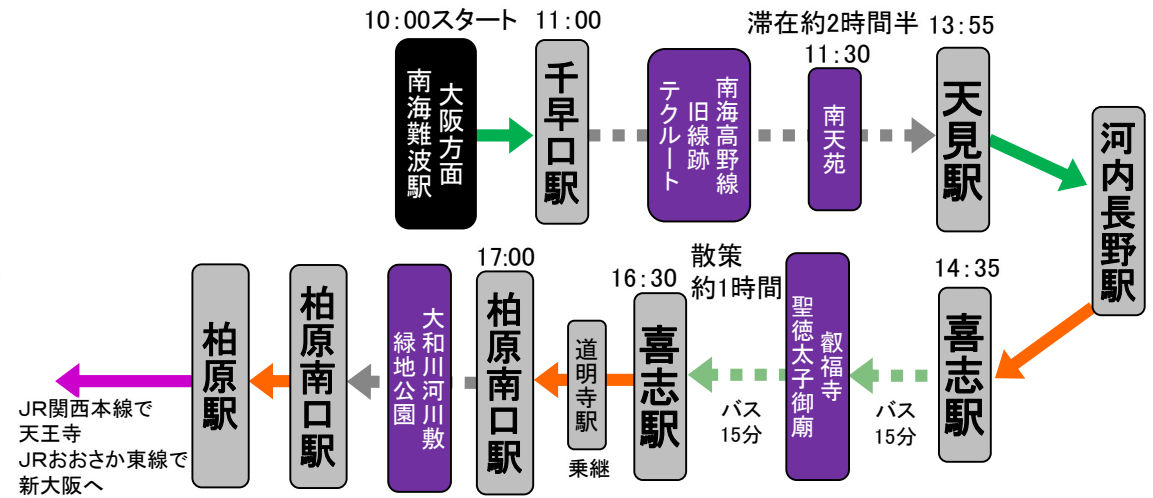 10：00スタート
大阪方面
南海難波駅
11：00
千早口駅
南海高野線
旧線跡
テクルート
滞在約2時間半
11：30
南天苑
13：55
天見駅
河内長野駅
14：35
喜志駅
バス
15分
叡福寺
聖徳太子御廟
散策
約1時間
バス
15分
16：30
喜志駅
道明寺駅
乗継
17:00
柏原南口駅
大和川河川敷
緑地公園
柏原南口駅
柏原駅
JR関西本線で
天王寺
JRおおさか東線で
新大阪へ